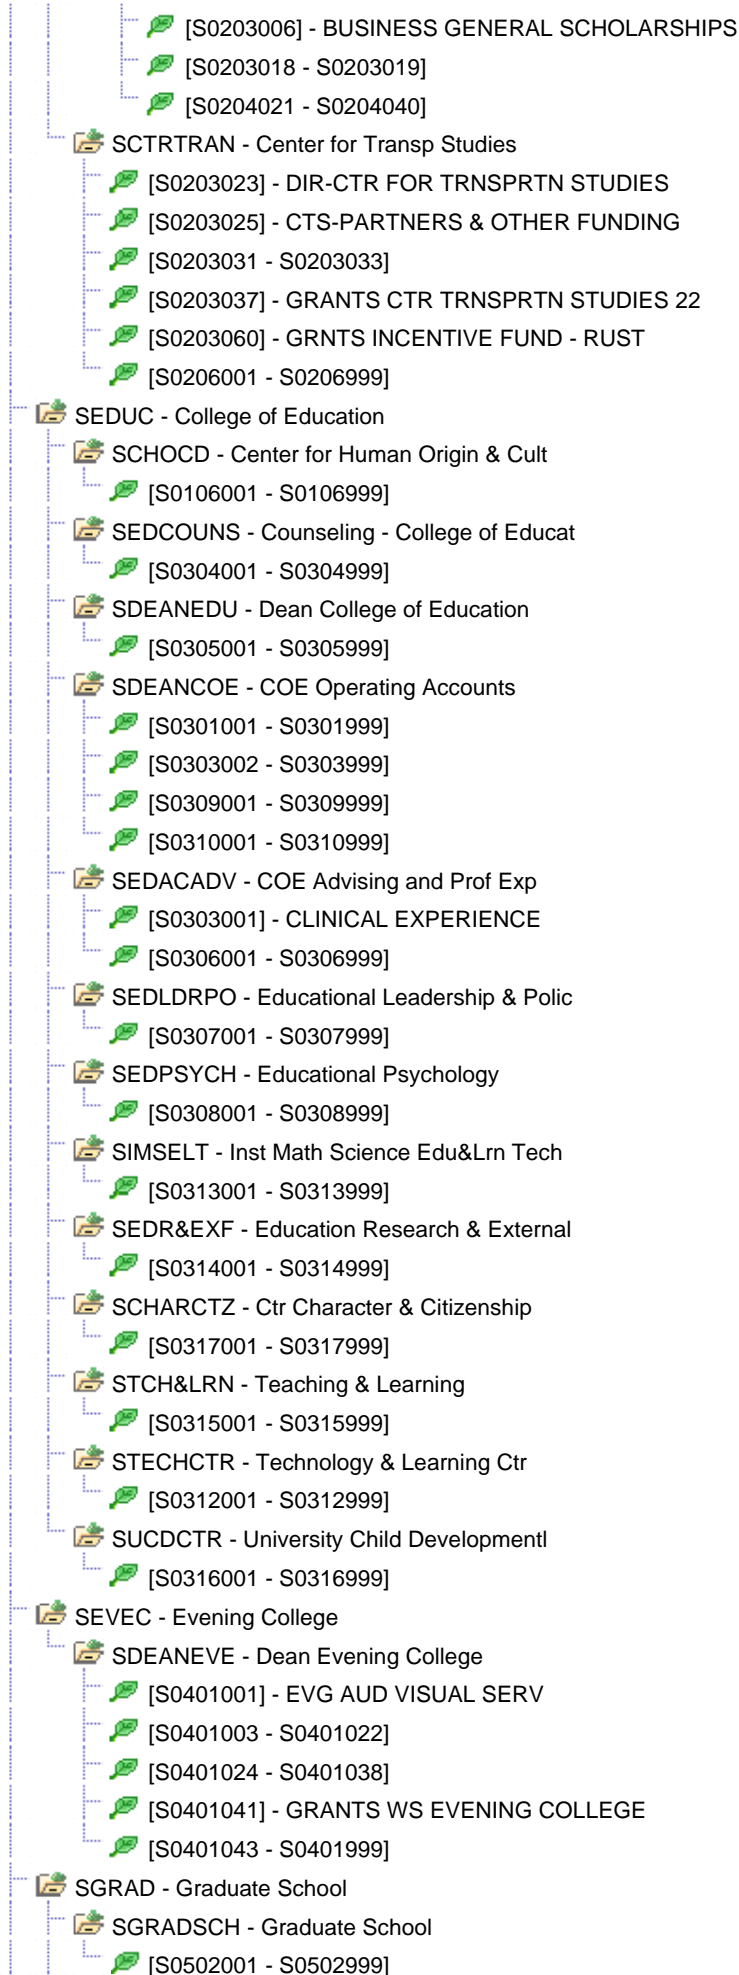 [S0203006] - BUSINESS GENERAL SCHOLARSHIPS
[S0203018 - S0203019]
[S0204021 - S0204040]
SCTRTRAN - Center for Transp Studies
[S0203023] - DIR-CTR FOR TRNSPRTN STUDIES
[S0203025] - CTS-PARTNERS & OTHER FUNDING
[S0203031 - S0203033]
[S0203037] - GRANTS CTR TRNSPRTN STUDIES 22
[S0203060] - GRNTS INCENTIVE FUND - RUST
[S0206001 - S0206999]
SEDUC - College of Education
SCHOCD - Center for Human Origin & Cult
[S0106001 - S0106999]
SEDCOUNS - Counseling - College of Educat
[S0304001 - S0304999]
SDEANEDU - Dean College of Education
[S0305001 - S0305999]
SDEANCOE - COE Operating Accounts
[S0301001 - S0301999]
[S0303002 - S0303999]
[S0309001 - S0309999]
[S0310001 - S0310999]
SEDACADV - COE Advising and Prof Exp
[S0303001] - CLINICAL EXPERIENCE
[S0306001 - S0306999]
SEDLDRPO - Educational Leadership & Polic
[S0307001 - S0307999]
SEDPSYCH - Educational Psychology
[S0308001 - S0308999]
SIMSELT - Inst Math Science Edu&Lrn Tech
[S0313001 - S0313999]
SEDR&EXF - Education Research & External
[S0314001 - S0314999]
SCHARCTZ - Ctr Character & Citizenship
[S0317001 - S0317999]
STCH&LRN - Teaching & Learning
[S0315001 - S0315999]
STECHCTR - Technology & Learning Ctr
[S0312001 - S0312999]
SUCDCTR - University Child Developmentl
[S0316001 - S0316999]
SEVEC - Evening College
SDEANEVE - Dean Evening College
[S0401001] - EVG AUD VISUAL SERV
[S0401003 - S0401022]
[S0401024 - S0401038]
[S0401041] - GRANTS WS EVENING COLLEGE
[S0401043 - S0401999]
SGRAD - Graduate School
SGRADSCH - Graduate School
[S0502001 - S0502999]